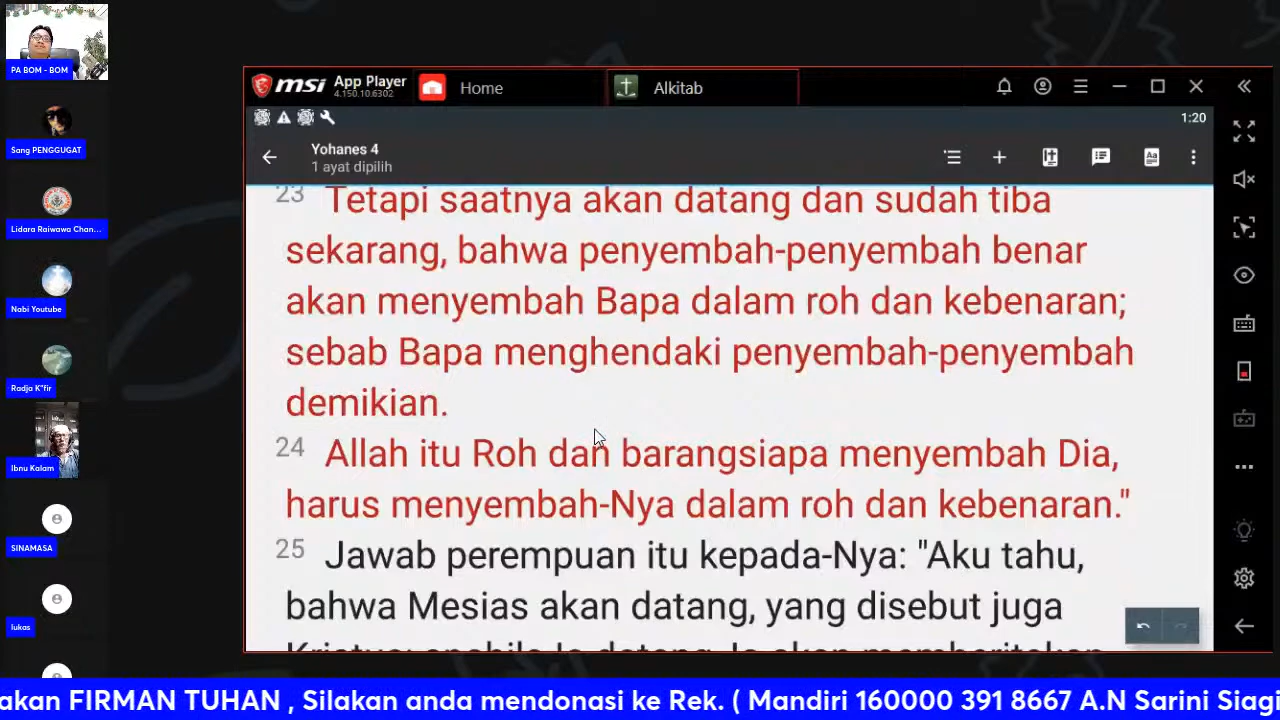 PA BOM - BOM
Sang PENGGUGAT
Lidara Raiwawa Chan...
Nabi Youtube
Radja K"fir
Ibnu Kalam
SINAMASA
lukas
msi App Player
4.150.10.6302
Home
Alkitab
1:20
Yohanes 4
1 ayat dipilih
23 Tetapi saatnya akan datang dan sudah tiba
sekarang, bahwa penyembah-penyembah benar
akan menyembah Bapa dalam roh dan kebenaran;
sebab Bapa menghendaki penyembah-penyembah
demikian.
24 Allah itu Roh dan barangsiapa menyembah Dia,
harus menyembah-Nya dalam roh dan kebenaran."
25 Jawab perempuan itu kepada-Nya: "Aku tahu,
bahwa Mesias akan datang, yang disebut juga
akan FIRMAN TUHAN , Silakan anda mendonasi ke Rek. ( Mandiri 160000 391 8667 A.N Sarini Siagi